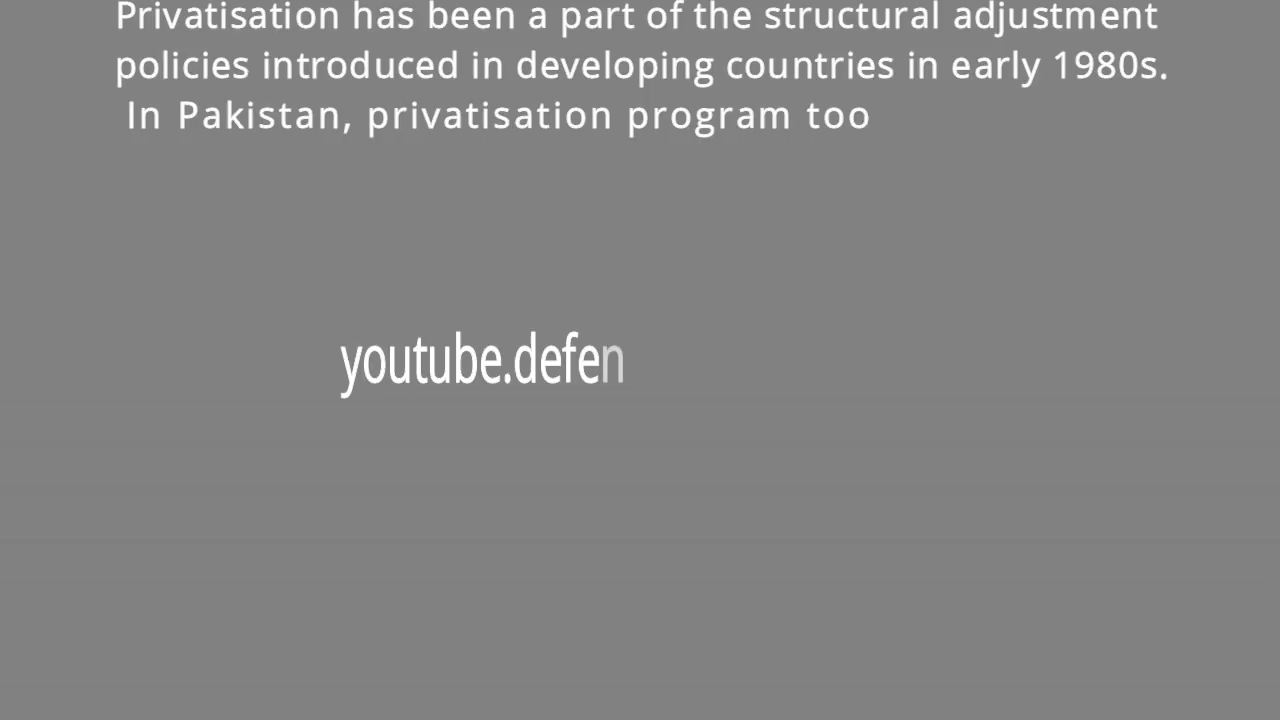 Privatisation has been a part of the structural adjustment
policies introduced in developing countries in early 1980s.
In Pakistan, privatisation program too
youtube.defen